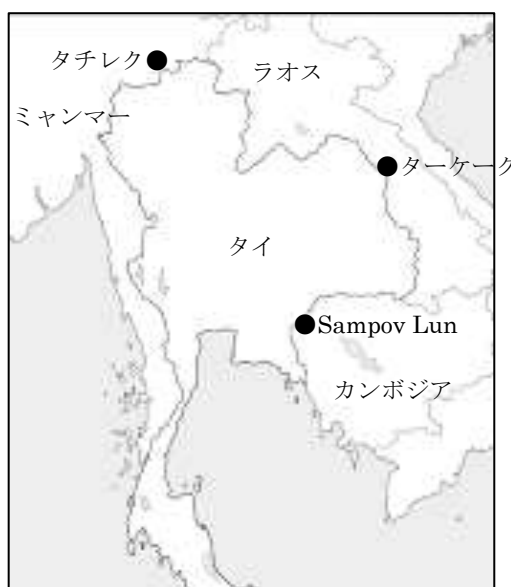 タチレク
ラオス
ミャンマー
ターケーク
タイ
Sampov Lun
カンボジア